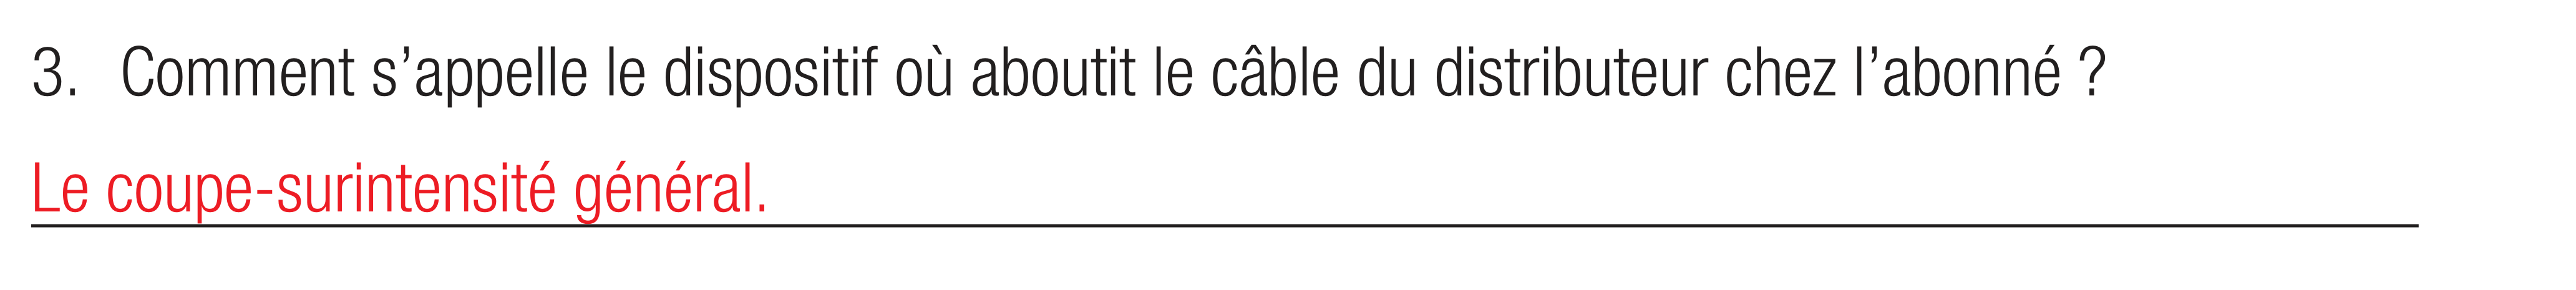 3. Comment s’appelle le dispositif où aboutit le câble du distributeur chez l’abonné ?
Le coupe-surintensité général.